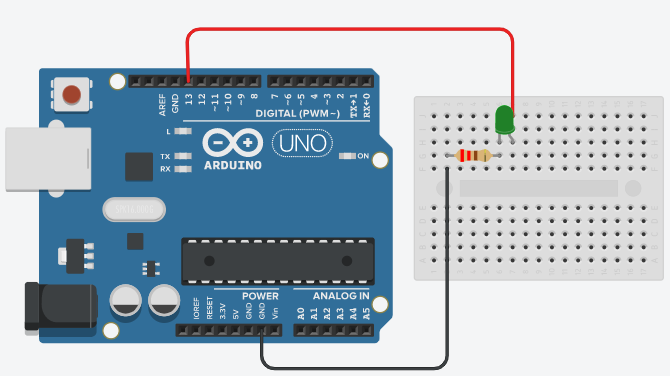 AREF
GND
13
12
~11
~10
~9
8
7
~6
~5
4
~3
2
TX→1
RX←0
DIGITAL (PWM~)
L
TX
RX
ARDUINO
UNO
ON
POWER
ANALOG IN
IOREF
RESET
3.3V
5V
GND
GND
Vin
A0
A1
A2
A3
A4
A5